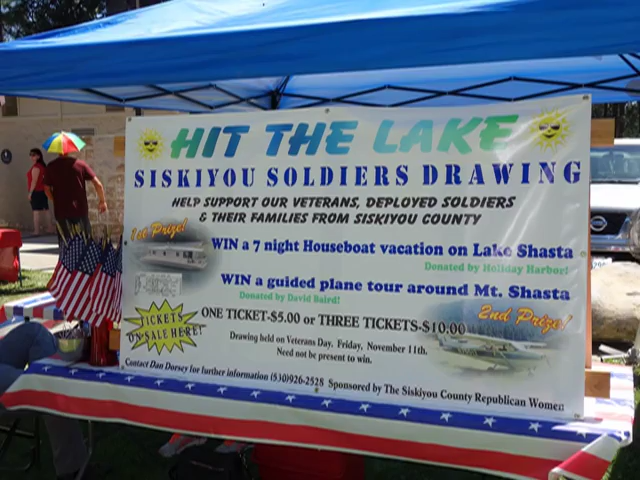 HIT THE LAKE
SISKIYOU SOLDIERS DRAWING
HELP SUPPORT OUR VETERANS, DEPLOYED SOLDIERS
& THEIR FAMILIES FROM SISKIYOU COUNTY
1st Prize!
WIN a 7 night Houseboat vacation on Lake Shasta
Donated by Holiday Harbor!
WIN a guided plane tour around Mt. Shasta
Donated by David Baird!
2nd Prize!
TICKETS
ON SALE HERE!
ONE TICKET-$5.00 or THREE TICKETS-$10.00
Drawing held on Veterans Day, Friday, November 11th.
Need not be present to win.
Contact Dan Dorsey for further information (530)926-2528 Sponsored by The Siskiyou County Republican Women